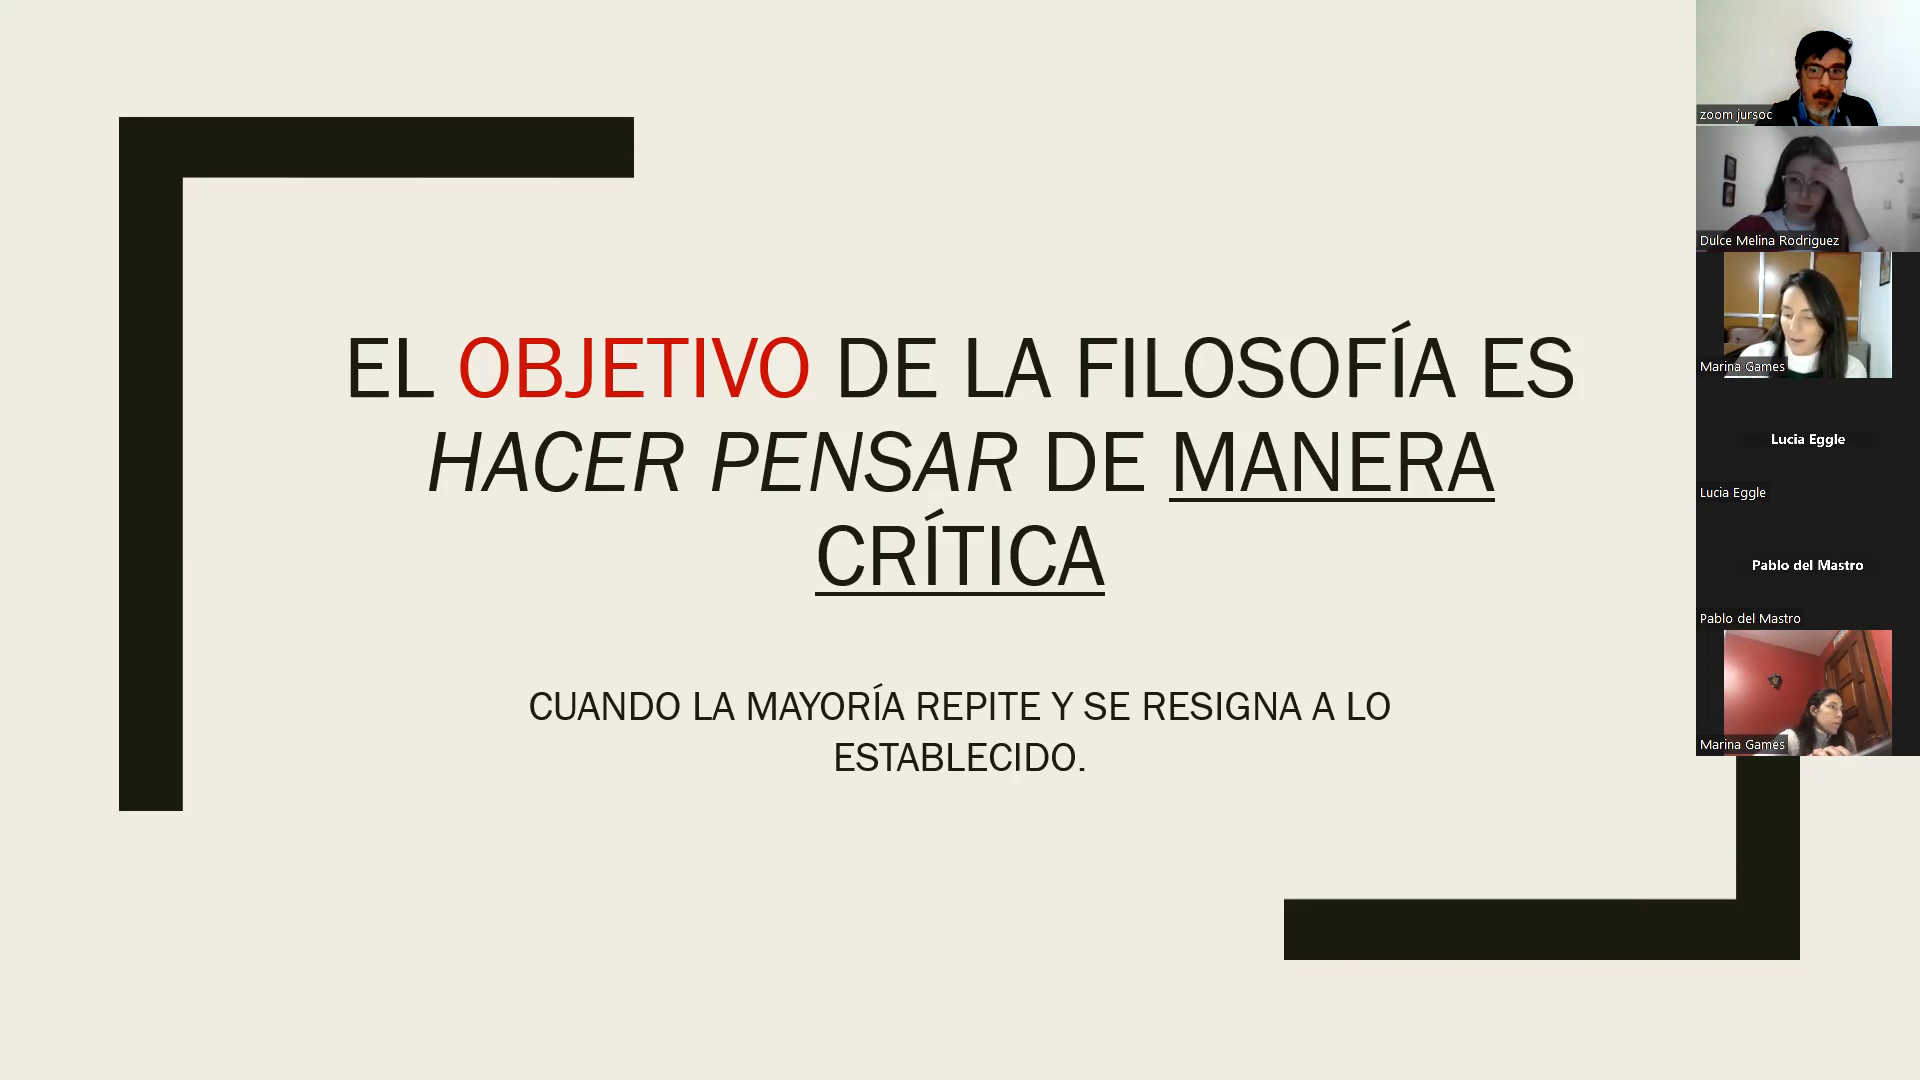 EL OBJETIVO DE LA FILOSOFÍA ES
HACER PENSAR DE MANERA
CRÍTICA
CUANDO LA MAYORÍA REPITE Y SE RESIGNA A LO
ESTABLECIDO.
zoom jursoc
Dulce Melina Rodriguez
Marina Games
Lucia Eggle
Lucia Eggle
Pablo del Mastro
Pablo del Mastro
Marina Games